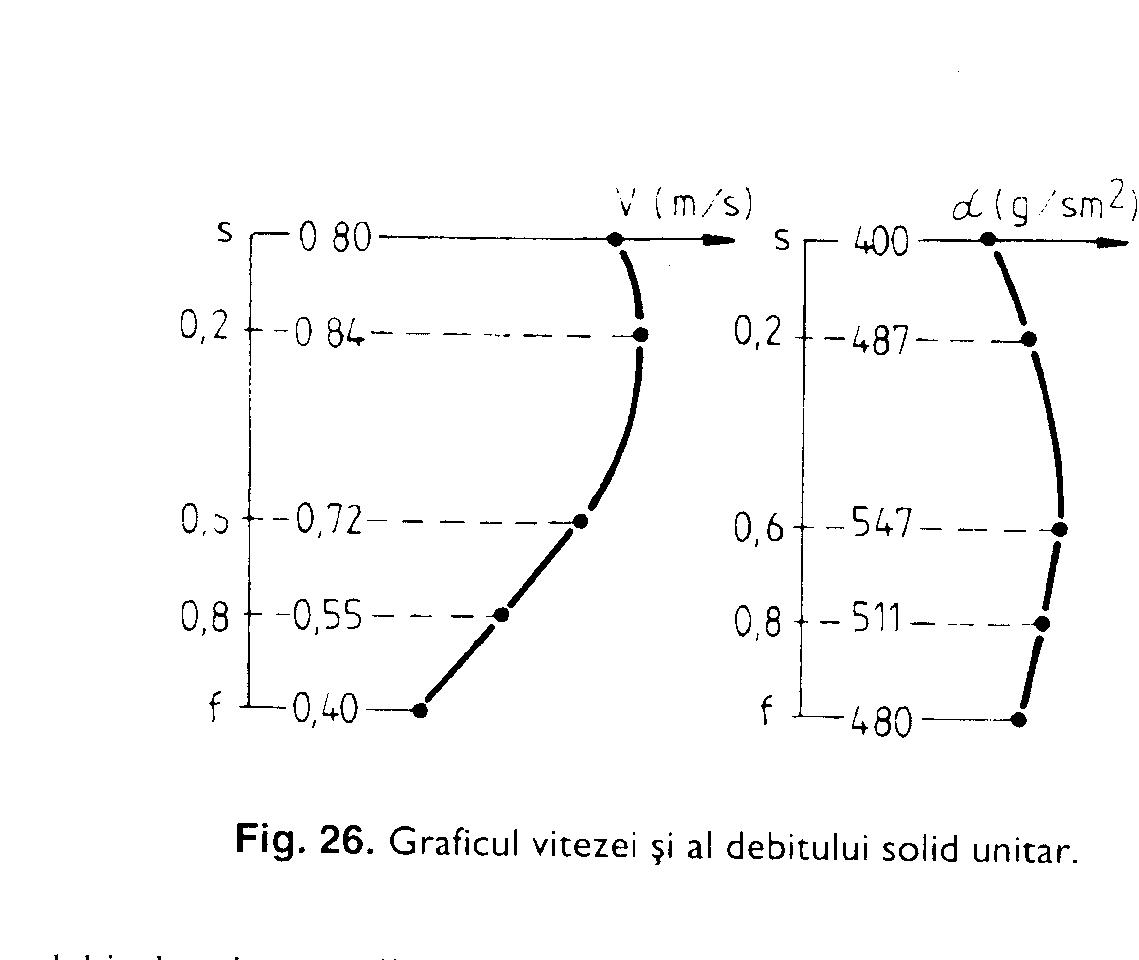 V (m/s)
s 0 80
0,2 0 84
0,72
0,8 0,55
f 0,40
α (g/sm²)
s 400
0,2 487
0,6 547
0,8 511
f 480
Fig. 26. Graficul vitezei și al debitului solid unitar.